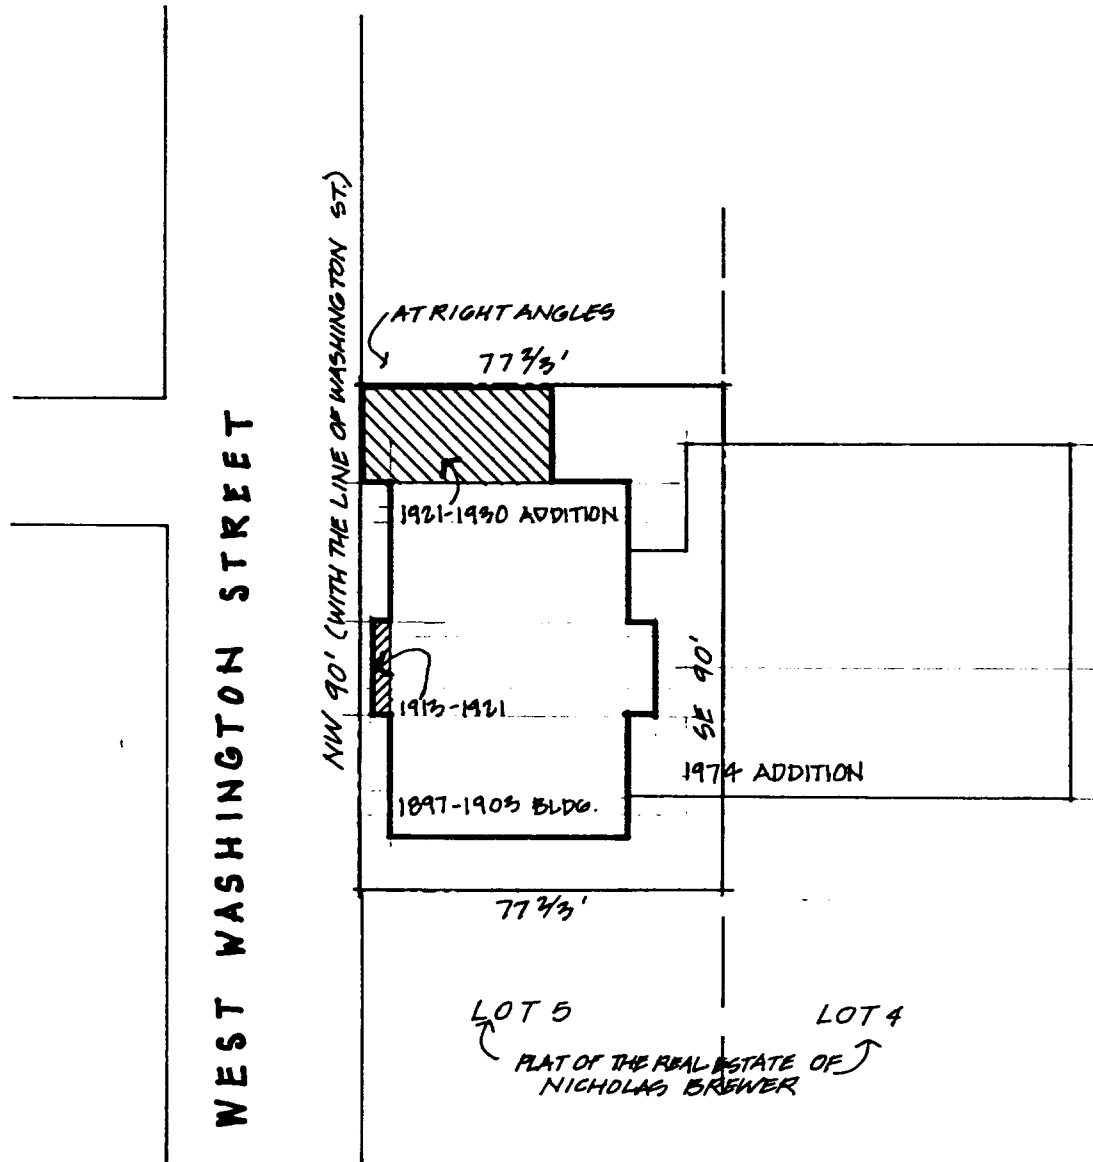 WEST WASHINGTON STREET
NW 90' (WITH THE LINE OF WASHINGTON ST.)
AT RIGHT ANGLES
77 2/3'
1921-1930 ADDITION
1913-1921
1897-1903 BLDG.
SE 90'
1974 ADDITION
77 2/3'
LOT 5
LOT 4
PLAT OF THE REAL ESTATE OF
NICHOLAS BREWER